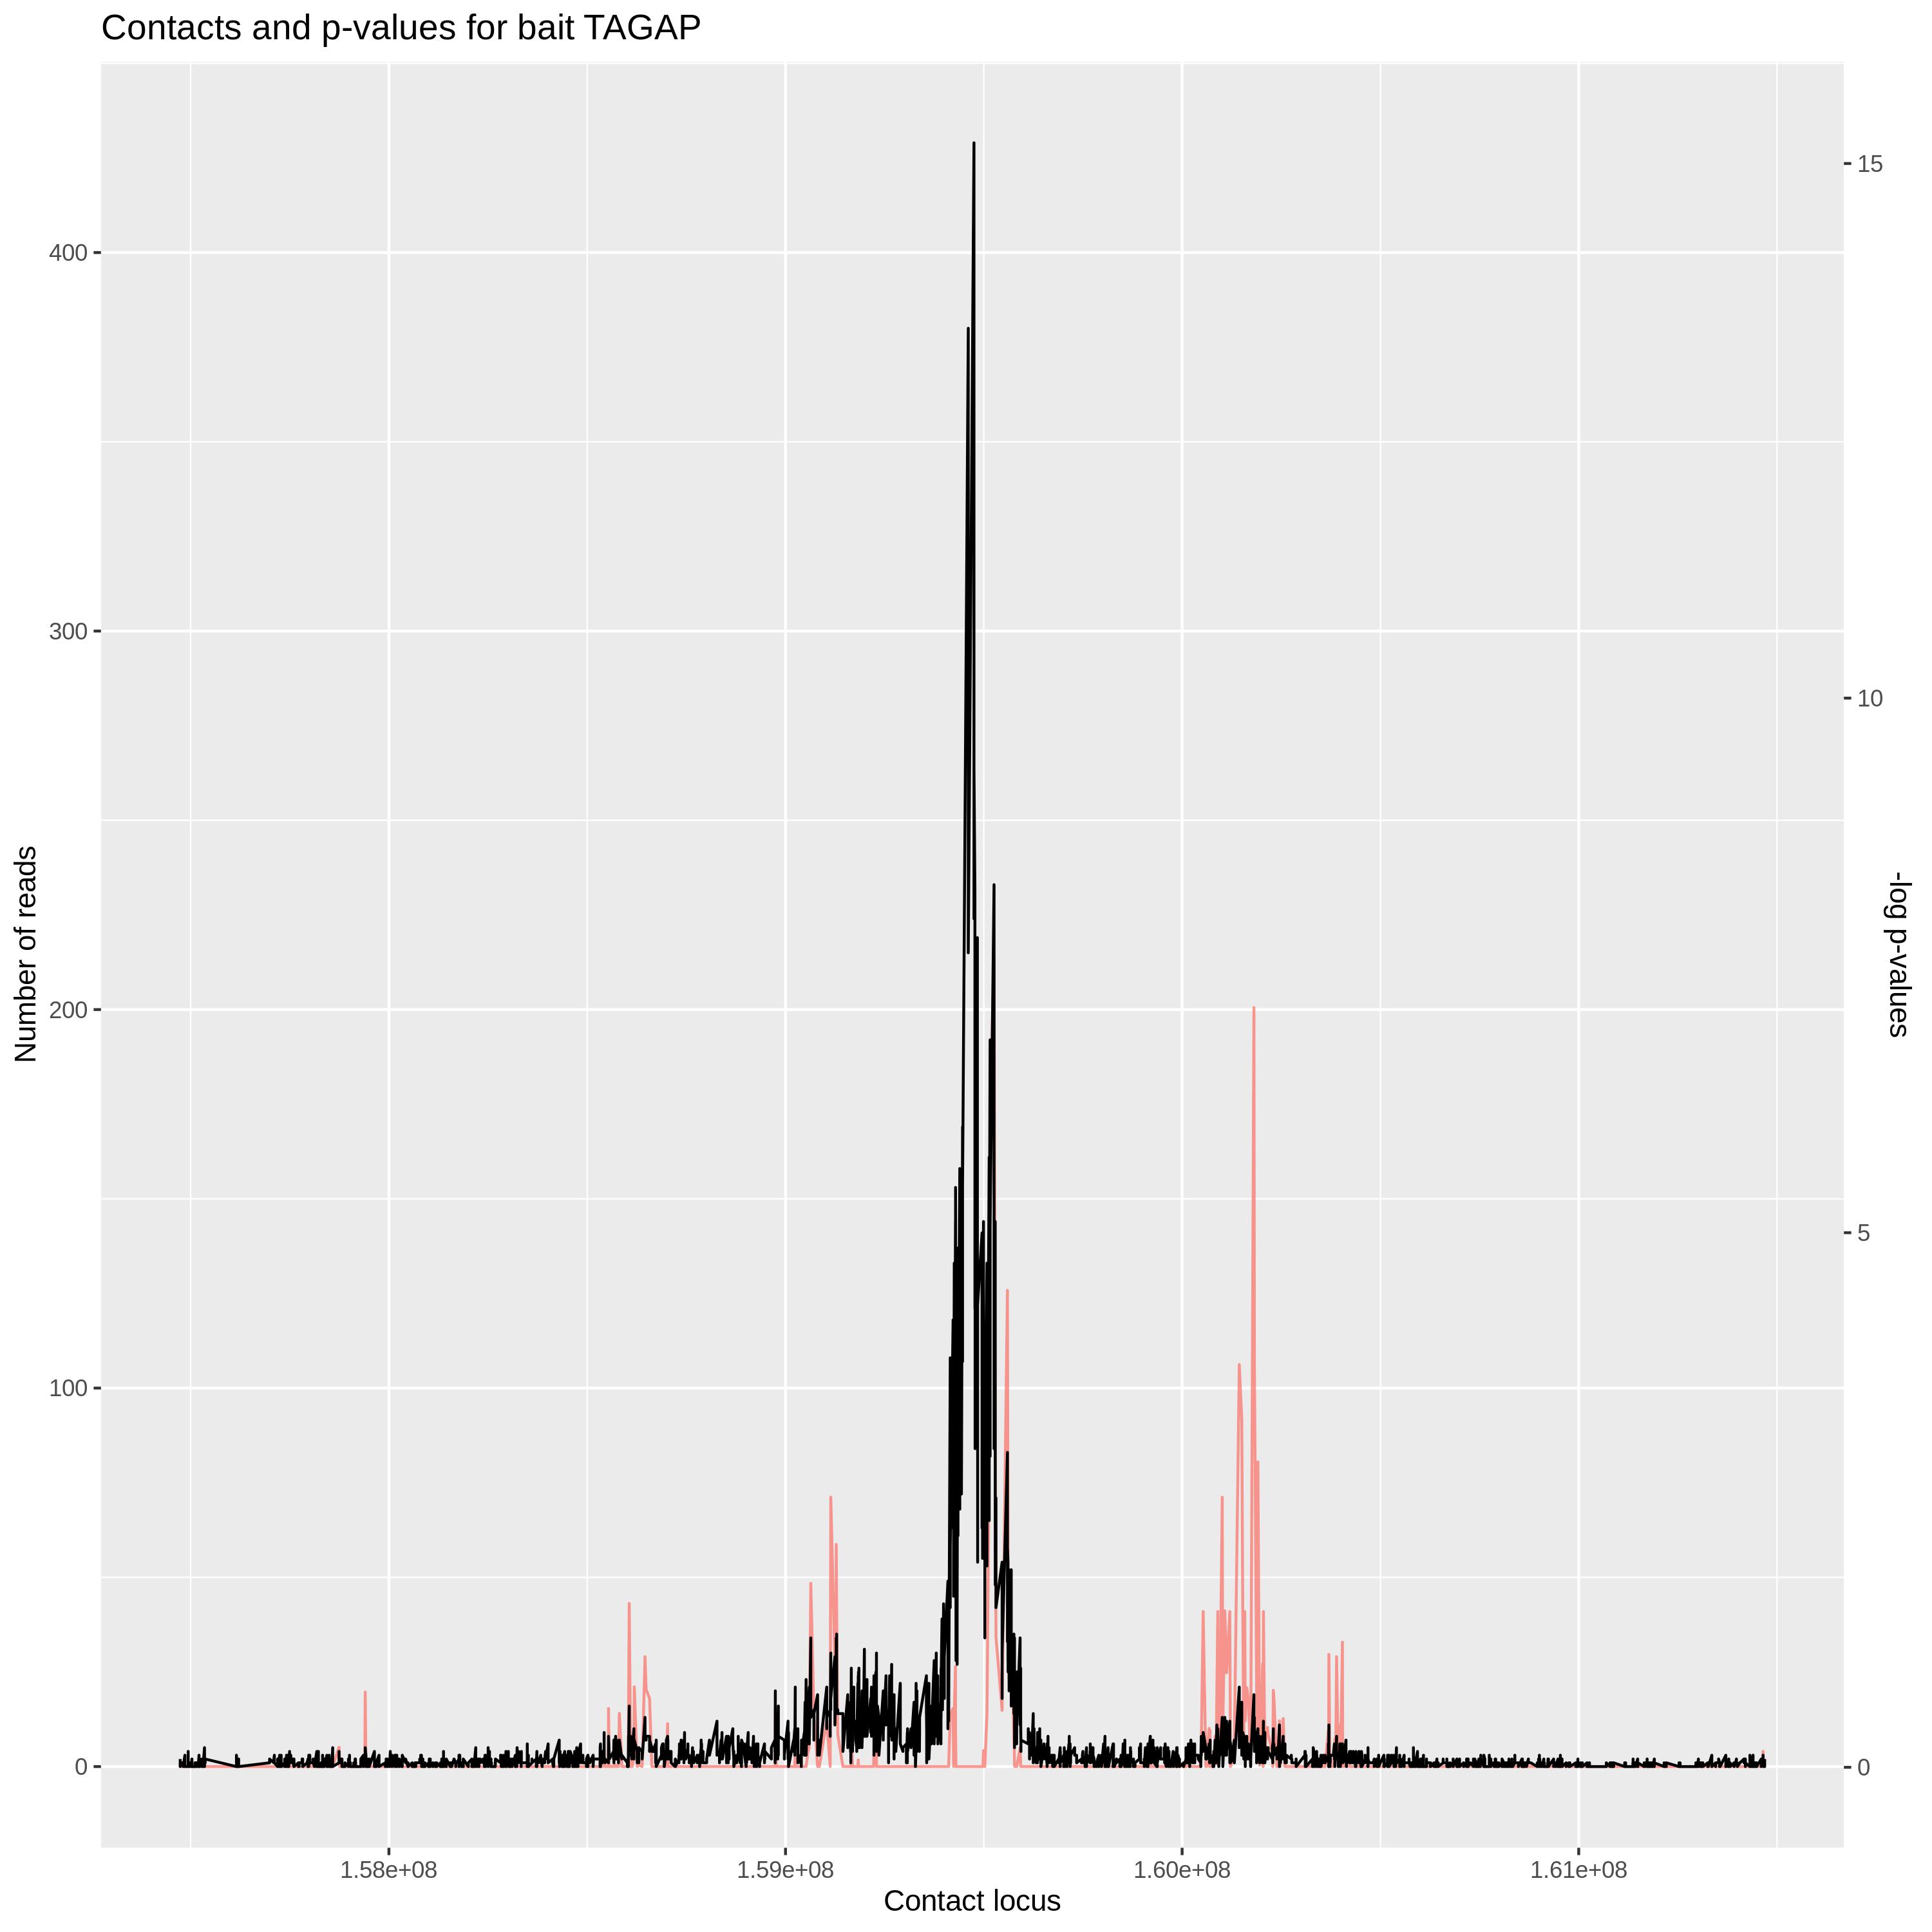 Contacts and p-values for bait TAGAP
400
300
200
100
0
Number of reads
15
10
5
0
-log p-values
1.58e+08
1.59e+08
1.60e+08
1.61e+08
Contact locus